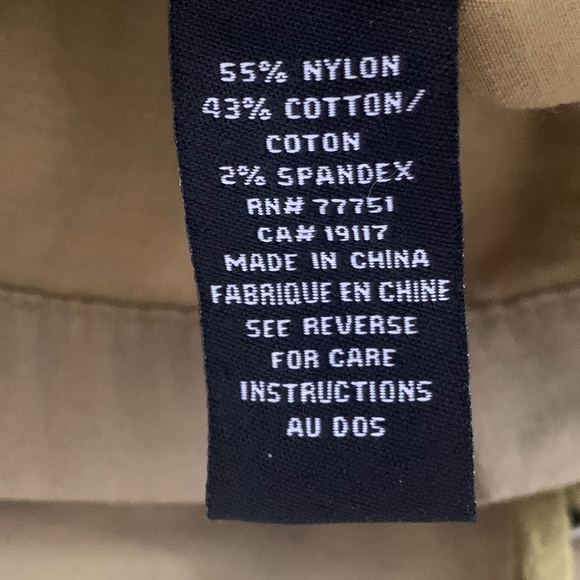 55% NYLON
43% COTTON/
COTON
2% SPANDEX
RN# 77751
CA# 19117
MADE IN CHINA
FABRIQUE EN CHINE
SEE REVERSE
FOR CARE
INSTRUCTIONS
AU DOS